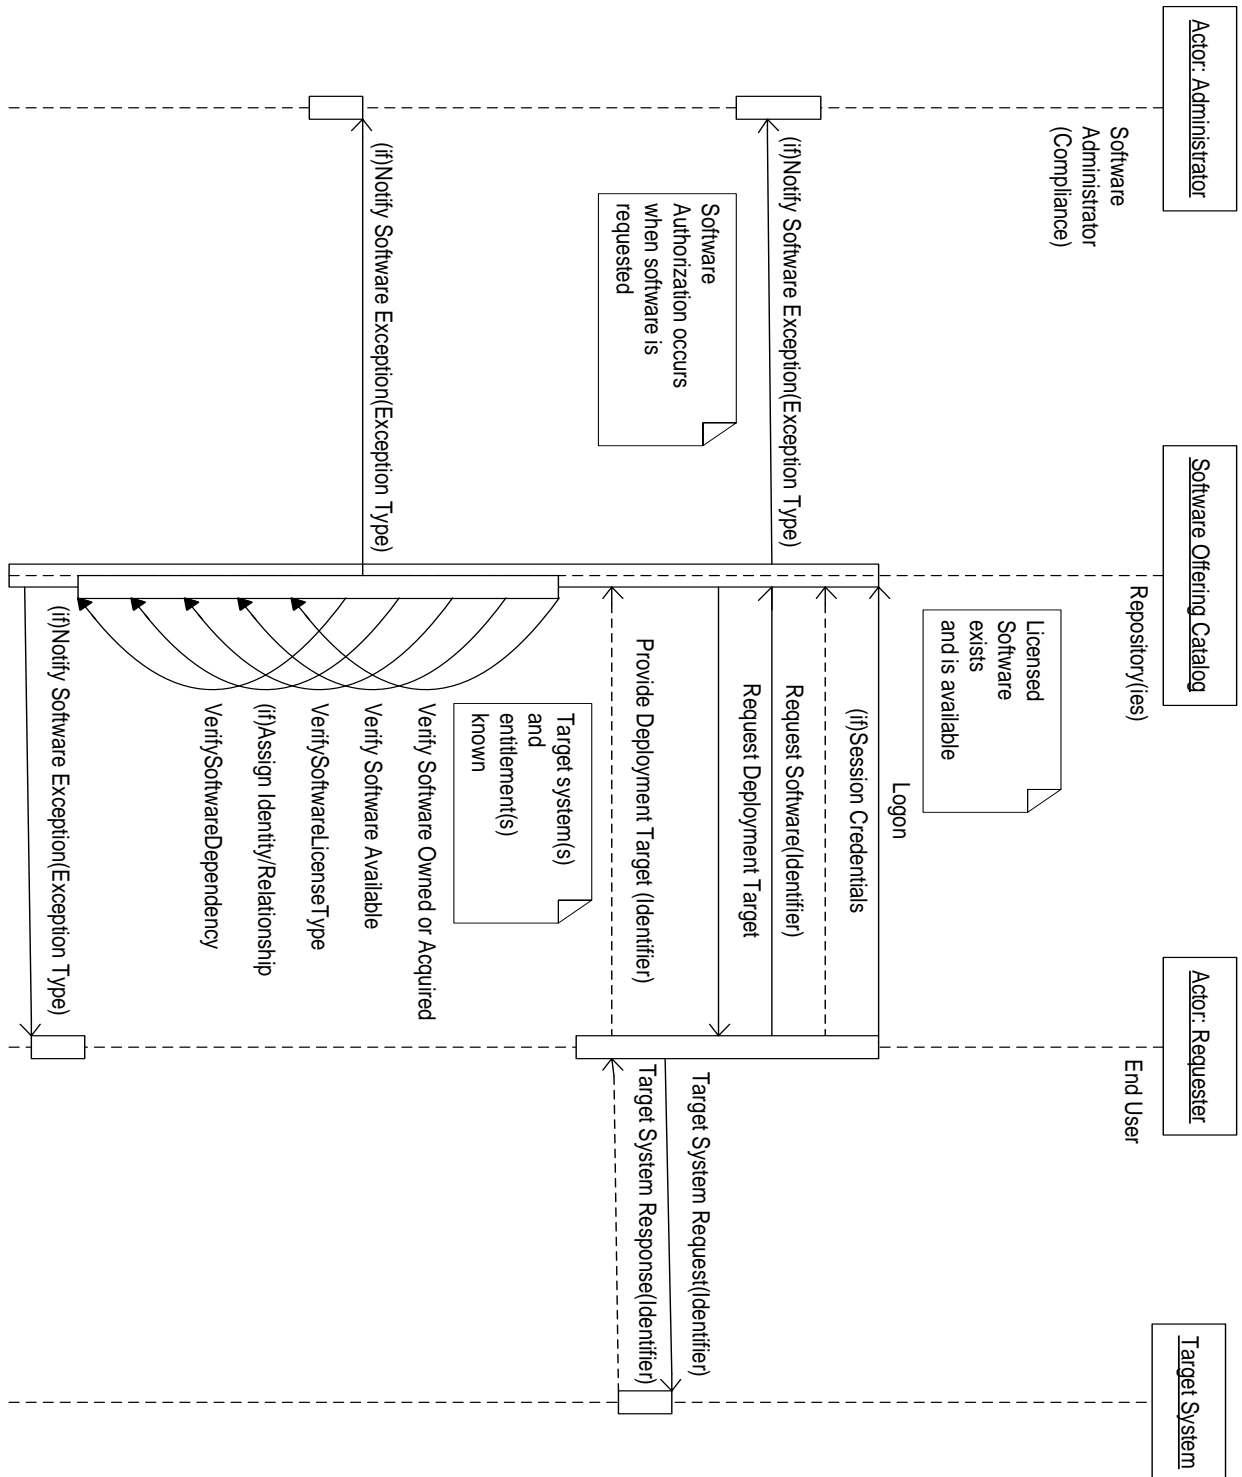 Actor: Administrator
Software Offering Catalog
Actor: Requester
Target System
Software
Administrator
(Compliance)
Repository(ies)
End User
Licensed
Software
exists
and is available
Logon
(if)Session Credentials
(if)Notify Software Exception(Exception Type)
Request Software(Identifier)
Request Deployment Target
Software
Authorization occurs
when software is
requested
Target System Request(Identifier)
Target System Response(Identifier)
Provide Deployment Target (Identifier)
Target system(s)
and
entitlement(s)
known
Verify Software Owned or Acquired
(if)Notify Software Exception(Exception Type)
Verify Software Available
VerifySoftwareLicenseType
(if)Assign Identity/Relationship
VerifySoftwareDependency
(if)Notify Software Exception(Exception Type)